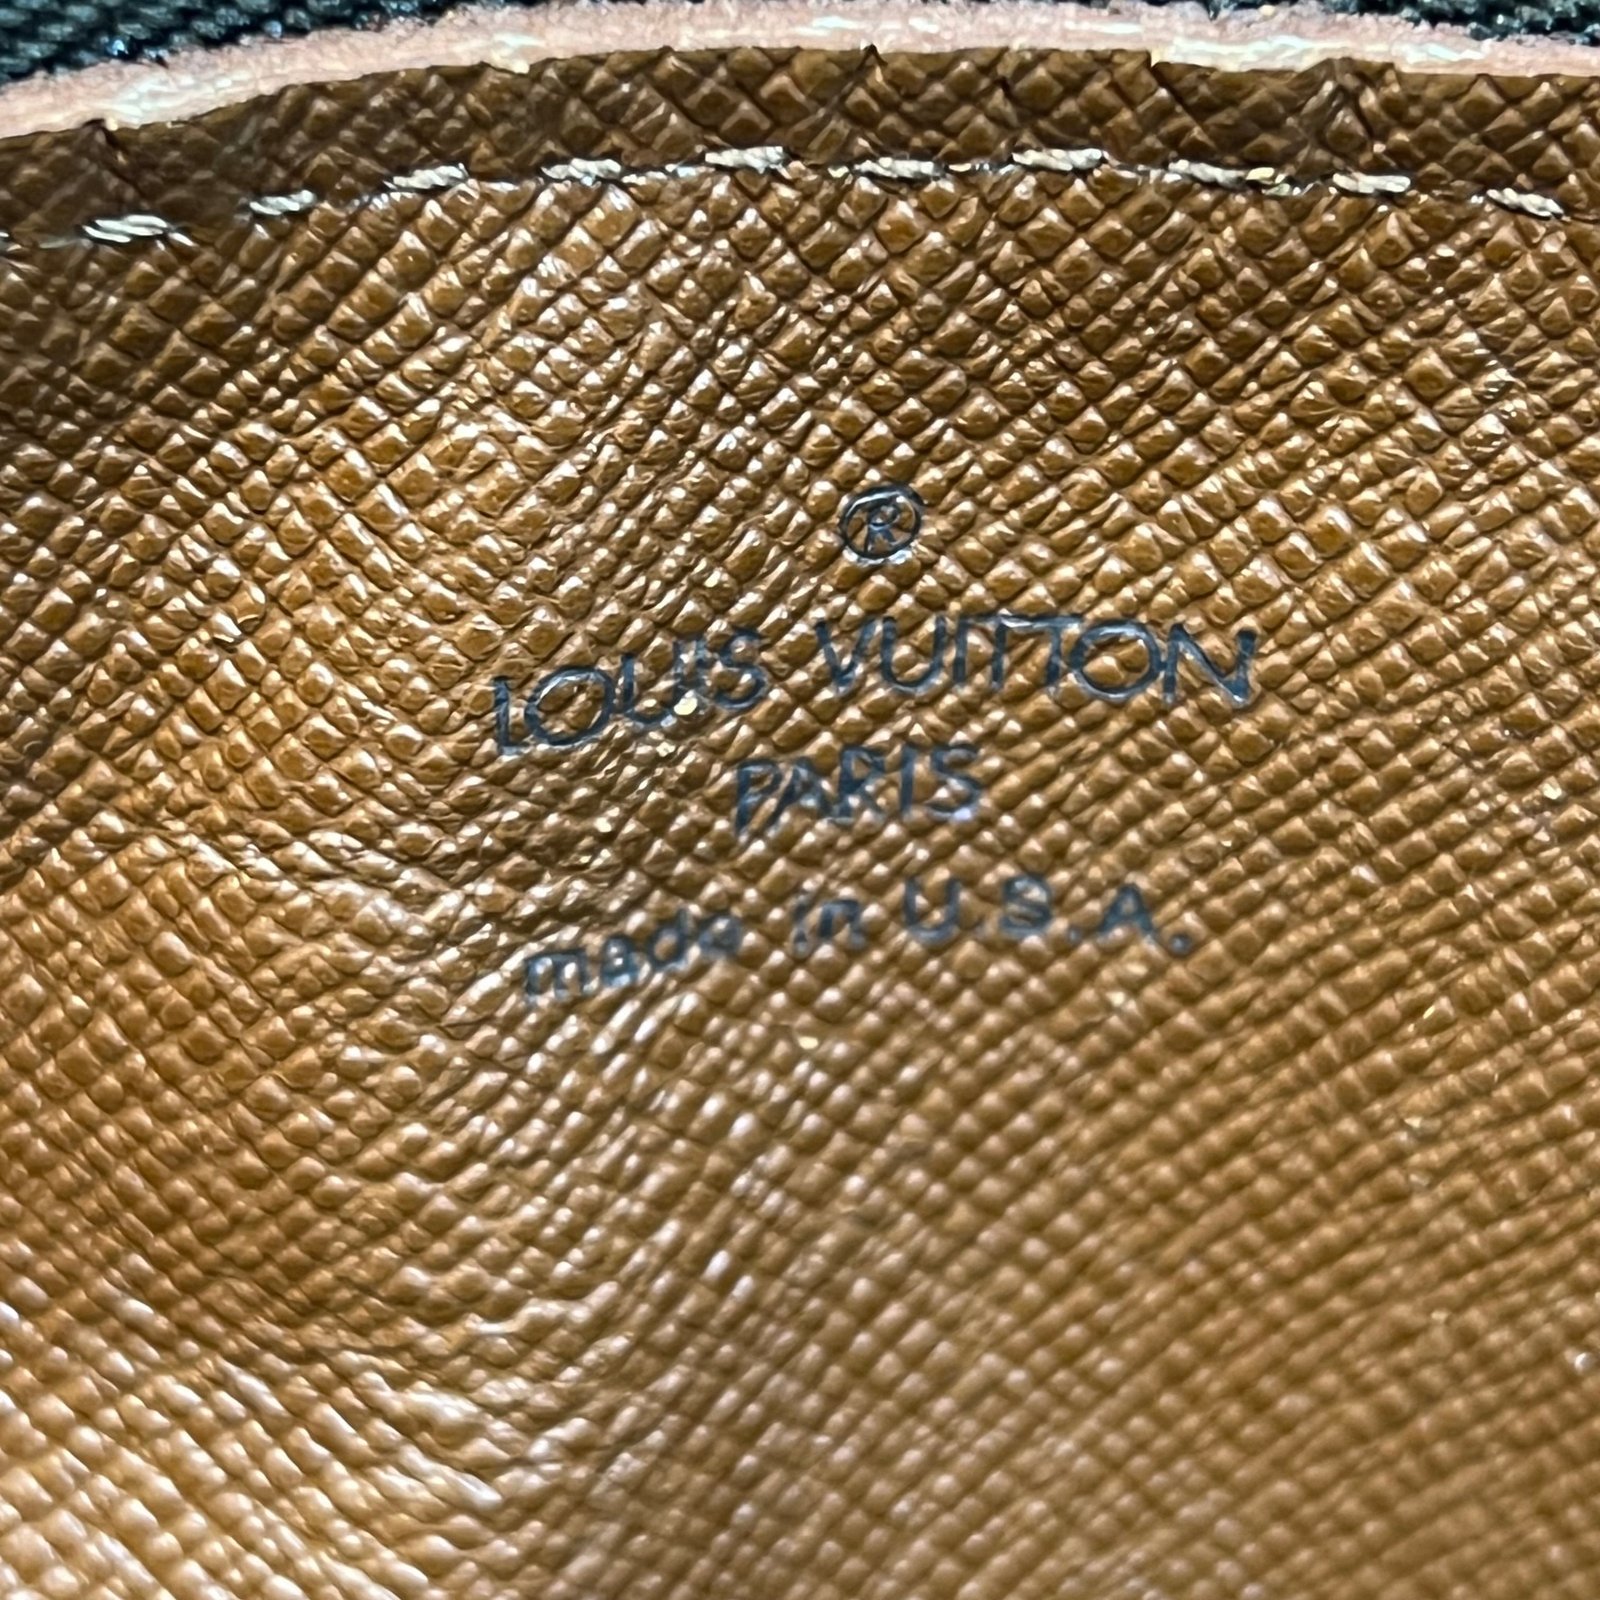 ®
LOUIS VUITTON
PARIS
made in U.S.A.